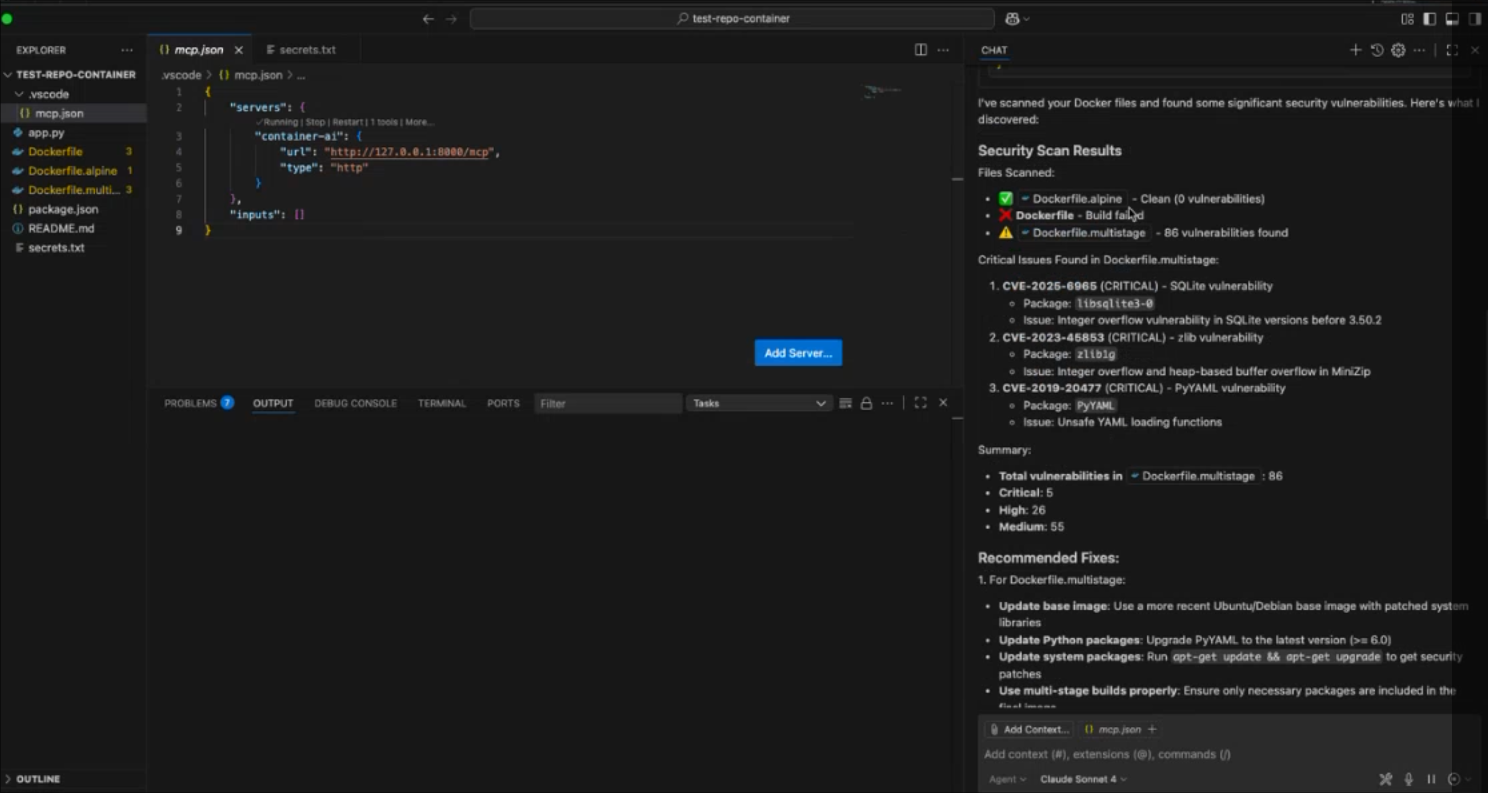 test-repo-container
EXPLORER
TEST-REPO-CONTAINER
.vscode
{} mcp.json
app.py
Dockerfile 3
Dockerfile.alpine 1
Dockerfile.multi... 3
{} package.json
README.md
secrets.txt
OUTLINE
{} mcp.json
secrets.txt
.vscode > {} mcp.json > ...
1 {
2 "servers": {
✓Running | Stop | Restart | 1 tools | More...
3 "container-ai": {
4 "url": "http://127.0.0.1:8000/mcp",
5 "type": "http"
6 }
7 },
8 "inputs": []
9 }
Add Server...
PROBLEMS 7 OUTPUT DEBUG CONSOLE TERMINAL PORTS Filter Tasks
CHAT
I've scanned your Docker files and found some significant security vulnerabilities. Here's what I
discovered:
Security Scan Results
Files Scanned:
• ✅ Dockerfile.alpine - Clean (0 vulnerabilities)
• ❌ Dockerfile - Build failed
• ⚠️ Dockerfile.multistage - 86 vulnerabilities found
Critical Issues Found in Dockerfile.multistage:
1. CVE-2025-6965 (CRITICAL) - SQLite vulnerability
Package: libsqlite3-0
Issue: Integer overflow vulnerability in SQLite versions before 3.50.2
2. CVE-2023-45853 (CRITICAL) - zlib vulnerability
Package: zlib1g
Issue: Integer overflow and heap-based buffer overflow in MiniZip
3. CVE-2019-20477 (CRITICAL) - PyYAML vulnerability
Package: PyYAML
Issue: Unsafe YAML loading functions
Summary:
• Total vulnerabilities in Dockerfile.multistage : 86
• Critical: 5
• High: 26
• Medium: 55
Recommended Fixes:
1. For Dockerfile.multistage:
• Update base image: Use a more recent Ubuntu/Debian base image with patched system
libraries
• Update Python packages: Upgrade PyYAML to the latest version (>= 6.0)
• Update system packages: Run apt-get update && apt-get upgrade to get security
patches
• Use multi-stage builds properly: Ensure only necessary packages are included in the
final image
Add Context... {} mcp.json +
Add context (#), extensions (@), commands (/)
Agent Claude Sonnet 4